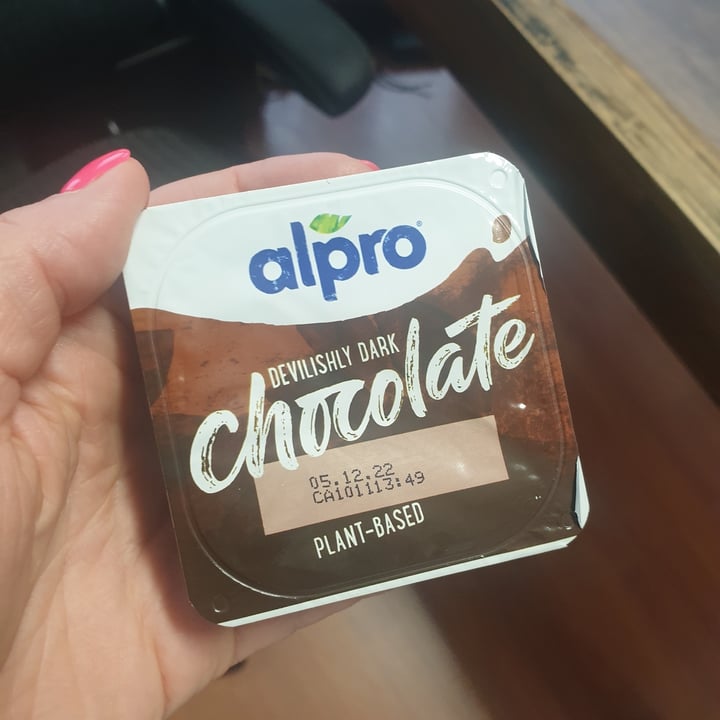 alpro®
DEVILISHLY DARK
chocolate
05.12.22
CA101113:49
PLANT-BASED